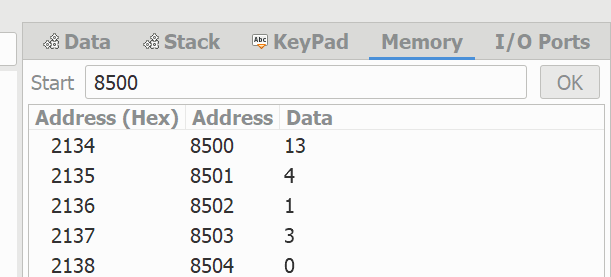 Data Stack Abc KeyPad Memory I/O Ports
Start 8500 OK
Address (Hex) Address Data
2134 8500 13
2135 8501 4
2136 8502 1
2137 8503 3
2138 8504 0